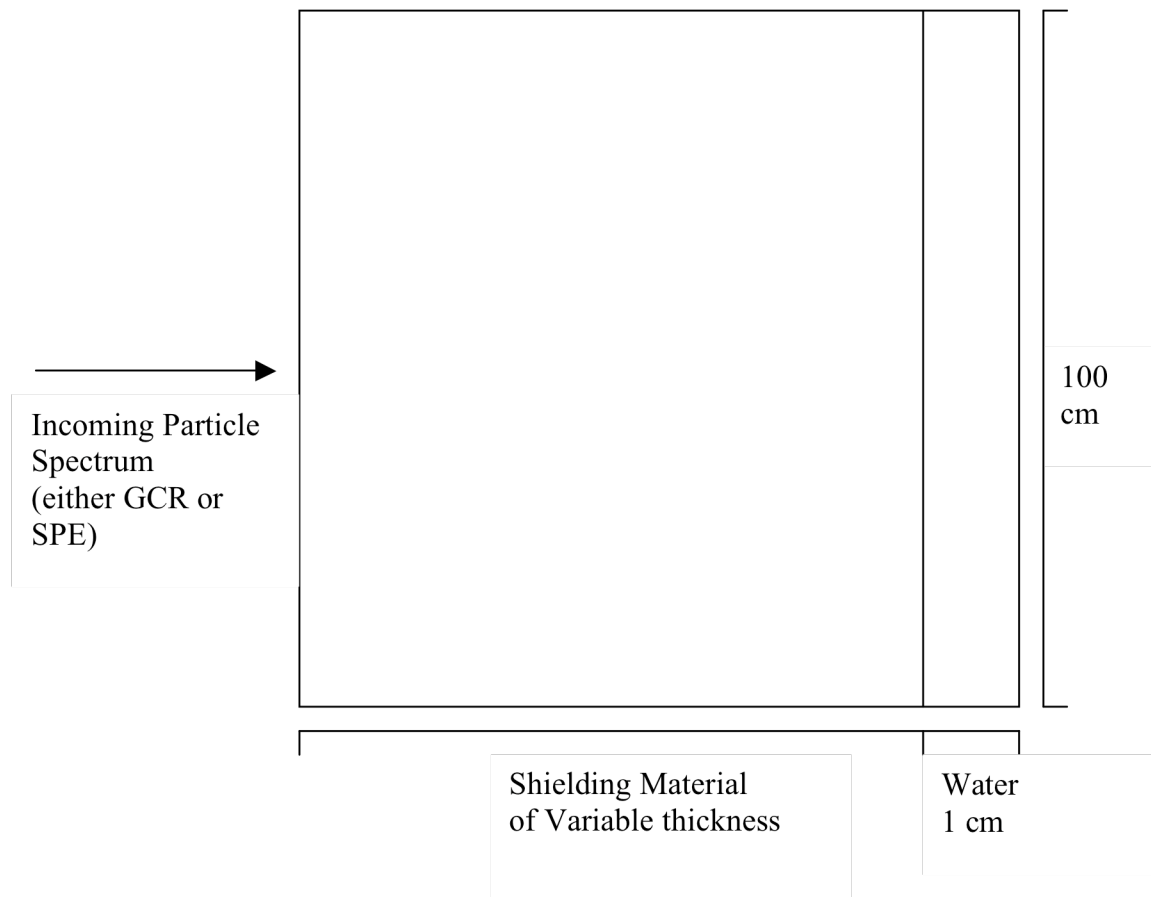 Incoming Particle
Spectrum
(either GCR or
SPE)
100
cm
Shielding Material
of Variable thickness
Water
1 cm